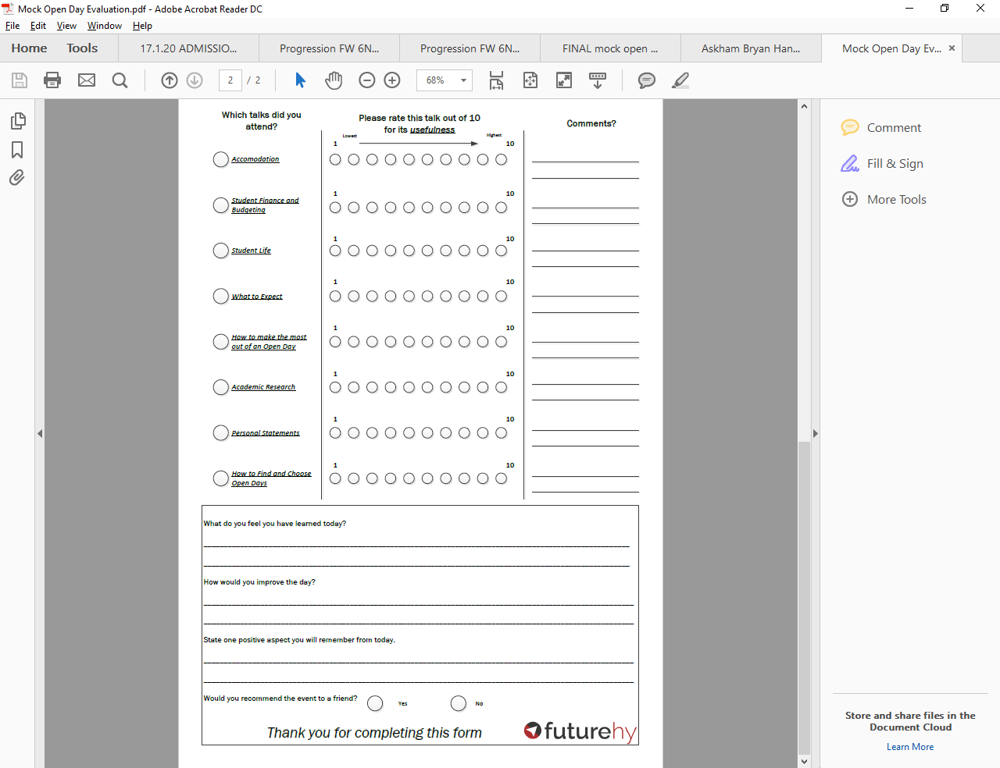 Mock Open Day Evaluation.pdf - Adobe Acrobat Reader DC
File Edit View Window Help
Home Tools 17.1.20 ADMISSIO... Progression FW 6N... Progression FW 6N... FINAL mock open ... Askham Bryan Han... Mock Open Day Ev...
2 / 2 68%
Which talks did you
attend?
Please rate this talk out of 10
for its usefulness
Comments?
Lowest Highest
1 10
Accomodation
1 10
Student Finance and
Budgeting
1 10
Student Life
1 10
What to Expect
1 10
How to make the most
out of an Open Day
1 10
Academic Research
1 10
Personal Statements
1 10
How to Find and Choose
Open Days
What do you feel you have learned today?
How would you improve the day?
State one positive aspect you will remember from today.
Would you recommend the event to a friend? Yes No
Thank you for completing this form
futurehy
Comment
Fill & Sign
More Tools
Store and share files in the
Document Cloud
Learn More